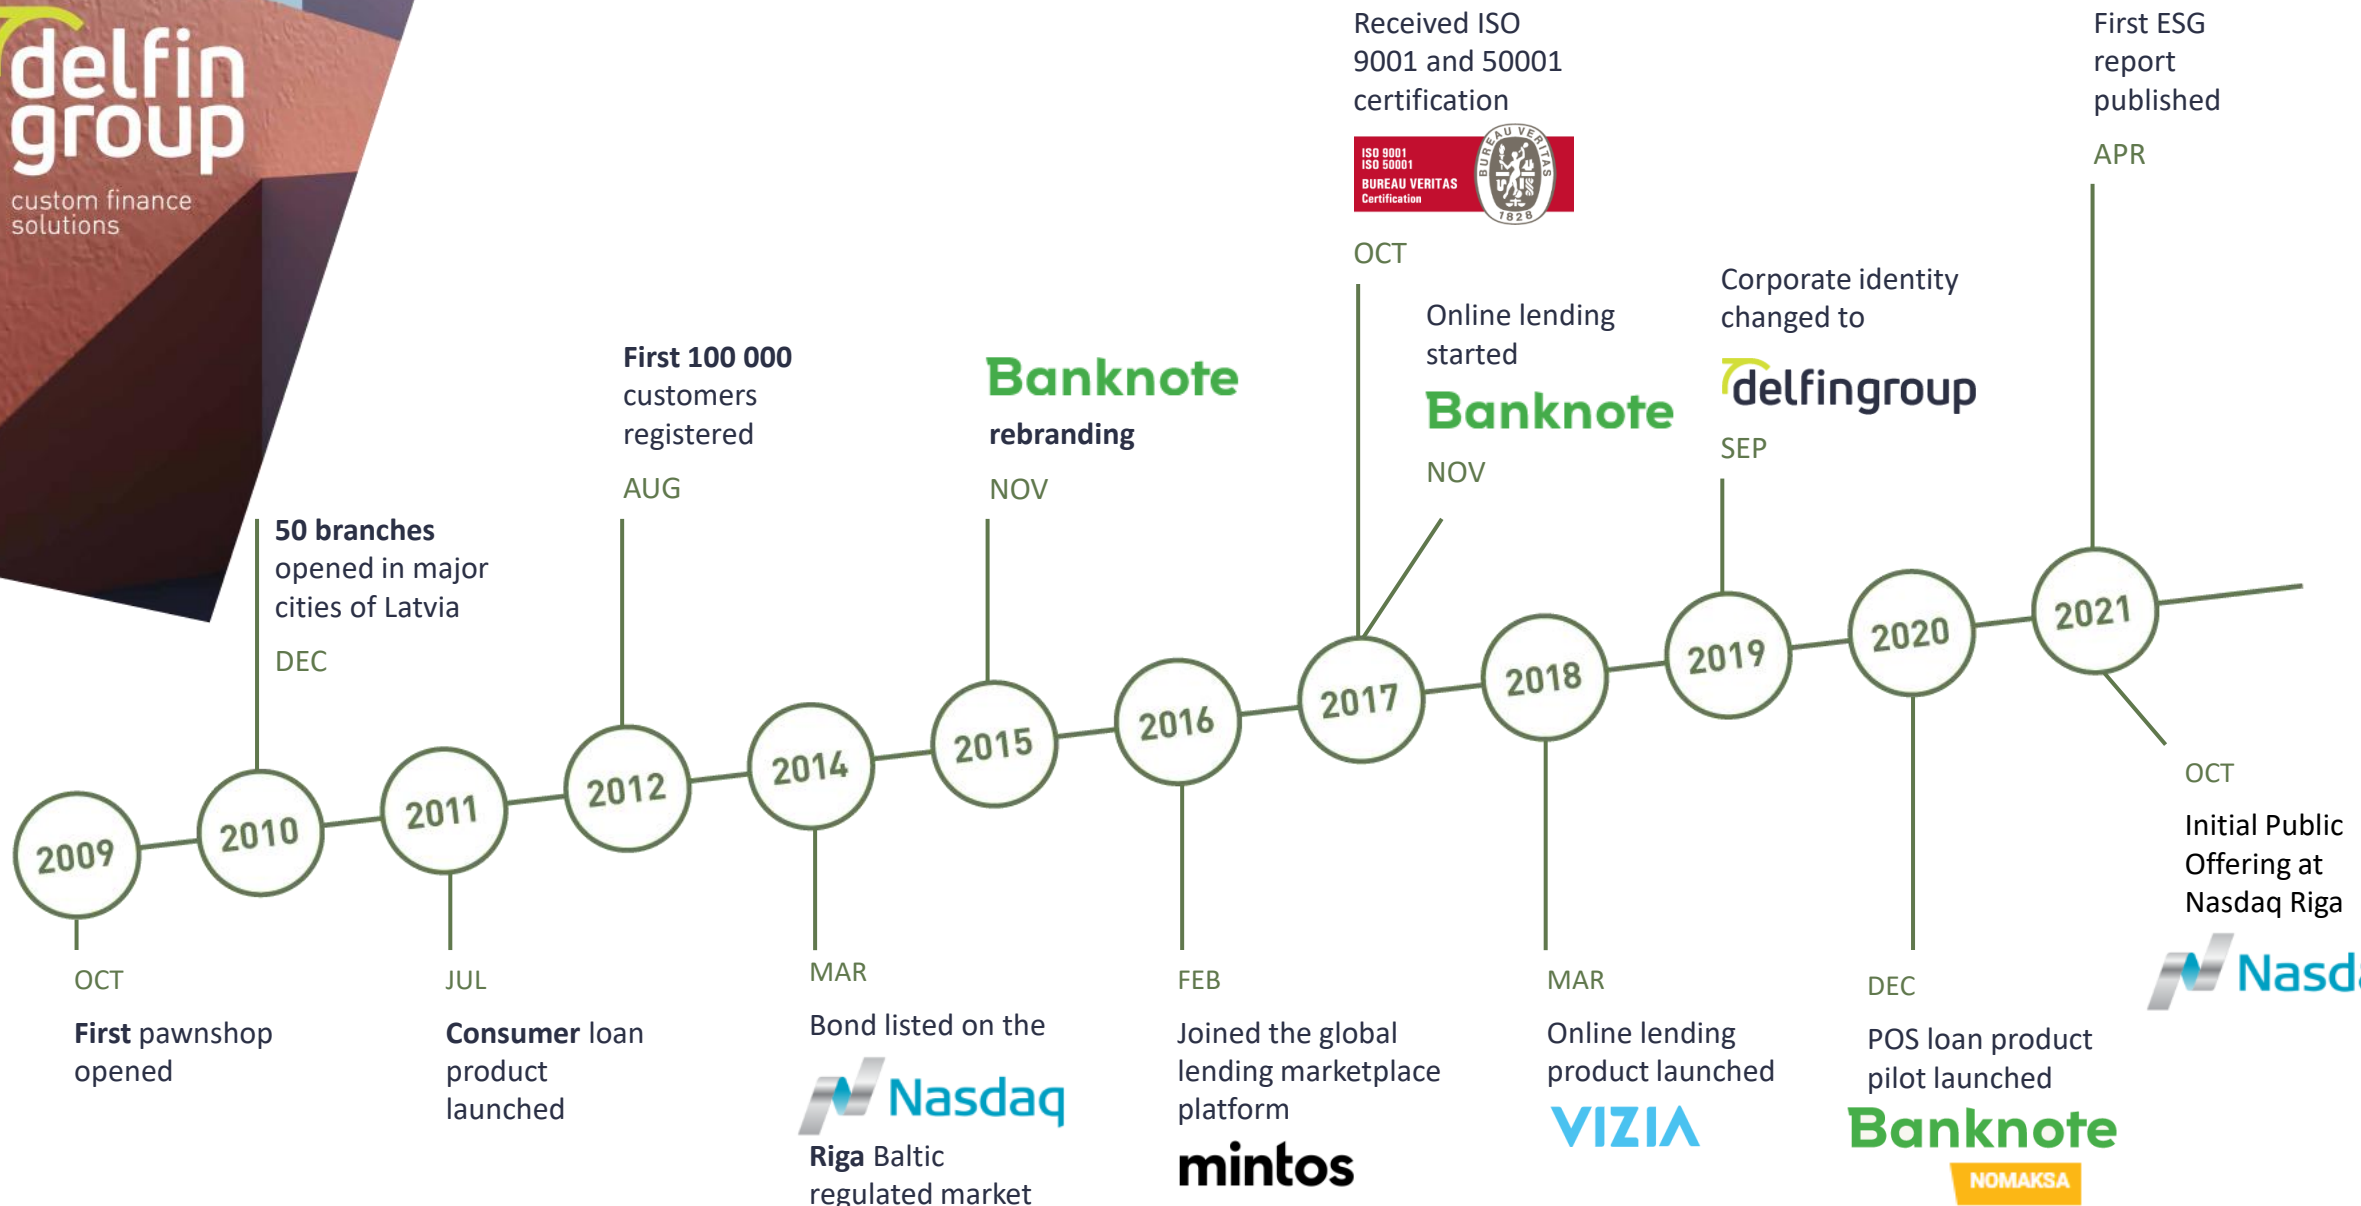 delfin
group
custom finance
solutions
Received ISO
9001 and 50001
certification
ISO 9001
ISO 50001
BUREAU VERITAS
Certification
BUREAU VERITAS
1828
OCT
First ESG
report
published
APR
Online lending
started
Banknote
NOV
Corporate identity
changed to
delfingroup
SEP
First 100 000
customers
registered
AUG
Banknote
rebranding
NOV
50 branches
opened in major
cities of Latvia
DEC
2009
2010
2011
2012
2014
2015
2016
2017
2018
2019
2020
2021
OCT
First pawnshop
opened
JUL
Consumer loan
product
launched
MAR
Bond listed on the
Nasdaq
Riga Baltic
regulated market
FEB
Joined the global
lending marketplace
platform
mintos
MAR
Online lending
product launched
VIZIA
DEC
POS loan product
pilot launched
Banknote
NOMAKSA
OCT
Initial Public
Offering at
Nasdaq Riga